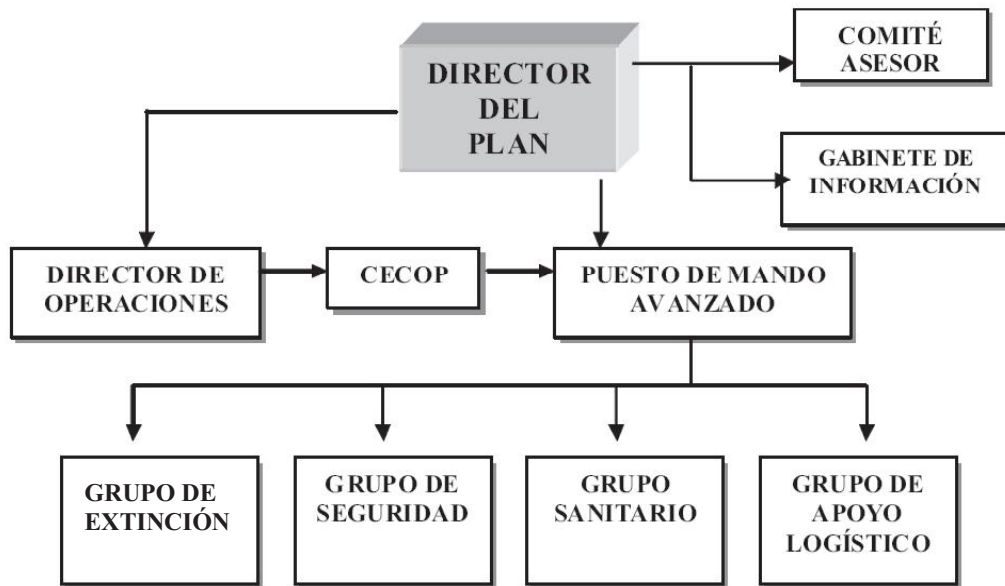 DIRECTOR
DEL
PLAN
COMITÉ
ASESOR
GABINETE DE
INFORMACIÓN
DIRECTOR DE
OPERACIONES
CECOP
PUESTO DE MANDO
AVANZADO
GRUPO DE
EXTINCIÓN
GRUPO DE
SEGURIDAD
GRUPO
SANITARIO
GRUPO DE
APOYO
LOGÍSTICO